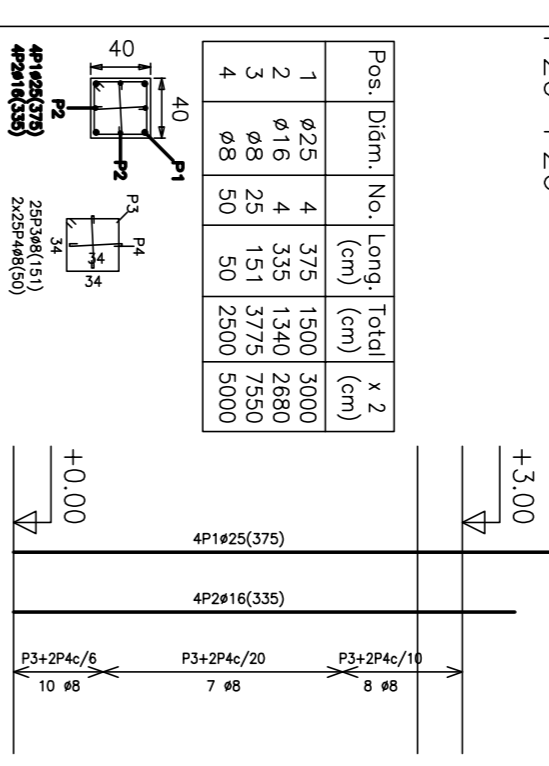 Pos. Diám. No. Long. (cm) Total (cm) x 2 (cm)
1 ø25 4 375 1500 3000
2 ø16 4 335 1340 2680
3 ø8 25 151 3775 7550
4 ø8 50 50 2500 5000
40
40
P1
P2
P2
4P1ø25(375)
4P2ø16(335)
P3
P4
34
34
34
25P3ø8(151)
2x25P4ø8(50)
+3.00
+0.00
4P1ø25(375)
4P2ø16(335)
P3+2P4c/6
10 ø8
P3+2P4c/20
7 ø8
P3+2P4c/10
8 ø8